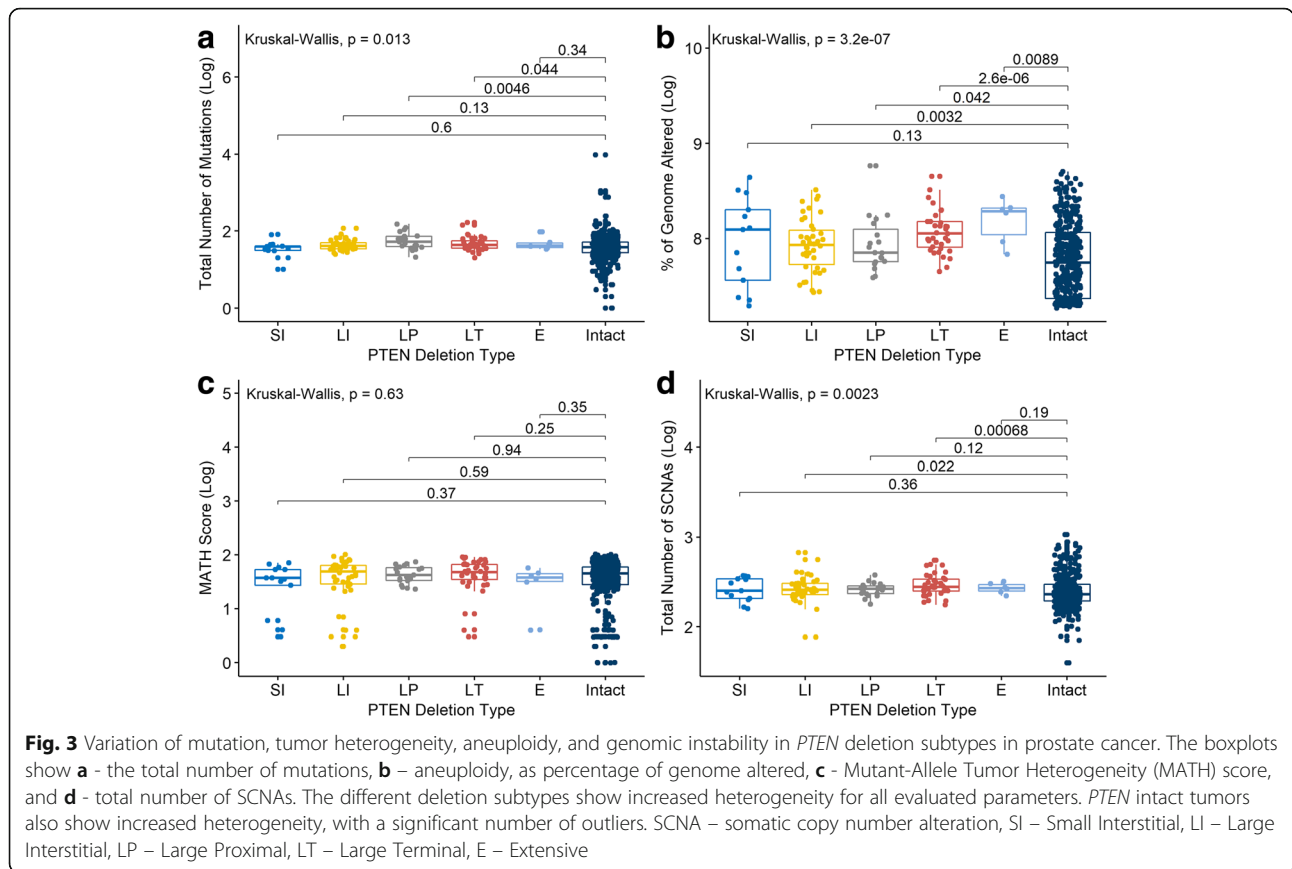 a
Kruskal-Wallis, p = 0.013
0.34
0.044
0.0046
0.13
0.6
Total Number of Mutations (Log)
6
4
2
0
SI LI LP LT E Intact
PTEN Deletion Type
b
Kruskal-Wallis, p = 3.2e-07
0.0089
2.6e-06
0.042
0.0032
0.13
% of Genome Altered (Log)
10
9
8
SI LI LP LT E Intact
PTEN Deletion Type
c
Kruskal-Wallis, p = 0.63
0.35
0.25
0.94
0.59
0.37
MATH Score (Log)
5
4
3
2
1
0
SI LI LP LT E Intact
PTEN Deletion Type
d
Kruskal-Wallis, p = 0.0023
0.19
0.00068
0.12
0.022
0.36
Total Number of SCNAs (Log)
4
3
2
SI LI LP LT E Intact
PTEN Deletion Type
Fig. 3 Variation of mutation, tumor heterogeneity, aneuploidy, and genomic instability in PTEN deletion subtypes in prostate cancer. The boxplots
show a - the total number of mutations, b – aneuploidy, as percentage of genome altered, c - Mutant-Allele Tumor Heterogeneity (MATH) score,
and d - total number of SCNAs. The different deletion subtypes show increased heterogeneity for all evaluated parameters. PTEN intact tumors
also show increased heterogeneity, with a significant number of outliers. SCNA – somatic copy number alteration, SI – Small Interstitial, LI – Large
Interstitial, LP – Large Proximal, LT – Large Terminal, E – Extensive